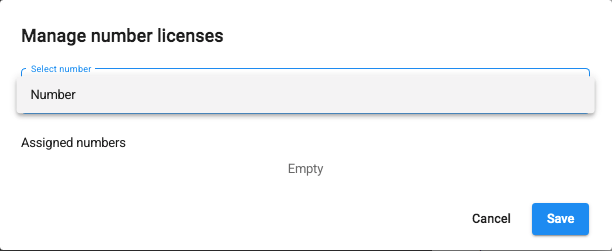 Manage number licenses
Select number
Number
Assigned numbers
Empty
Cancel
Save